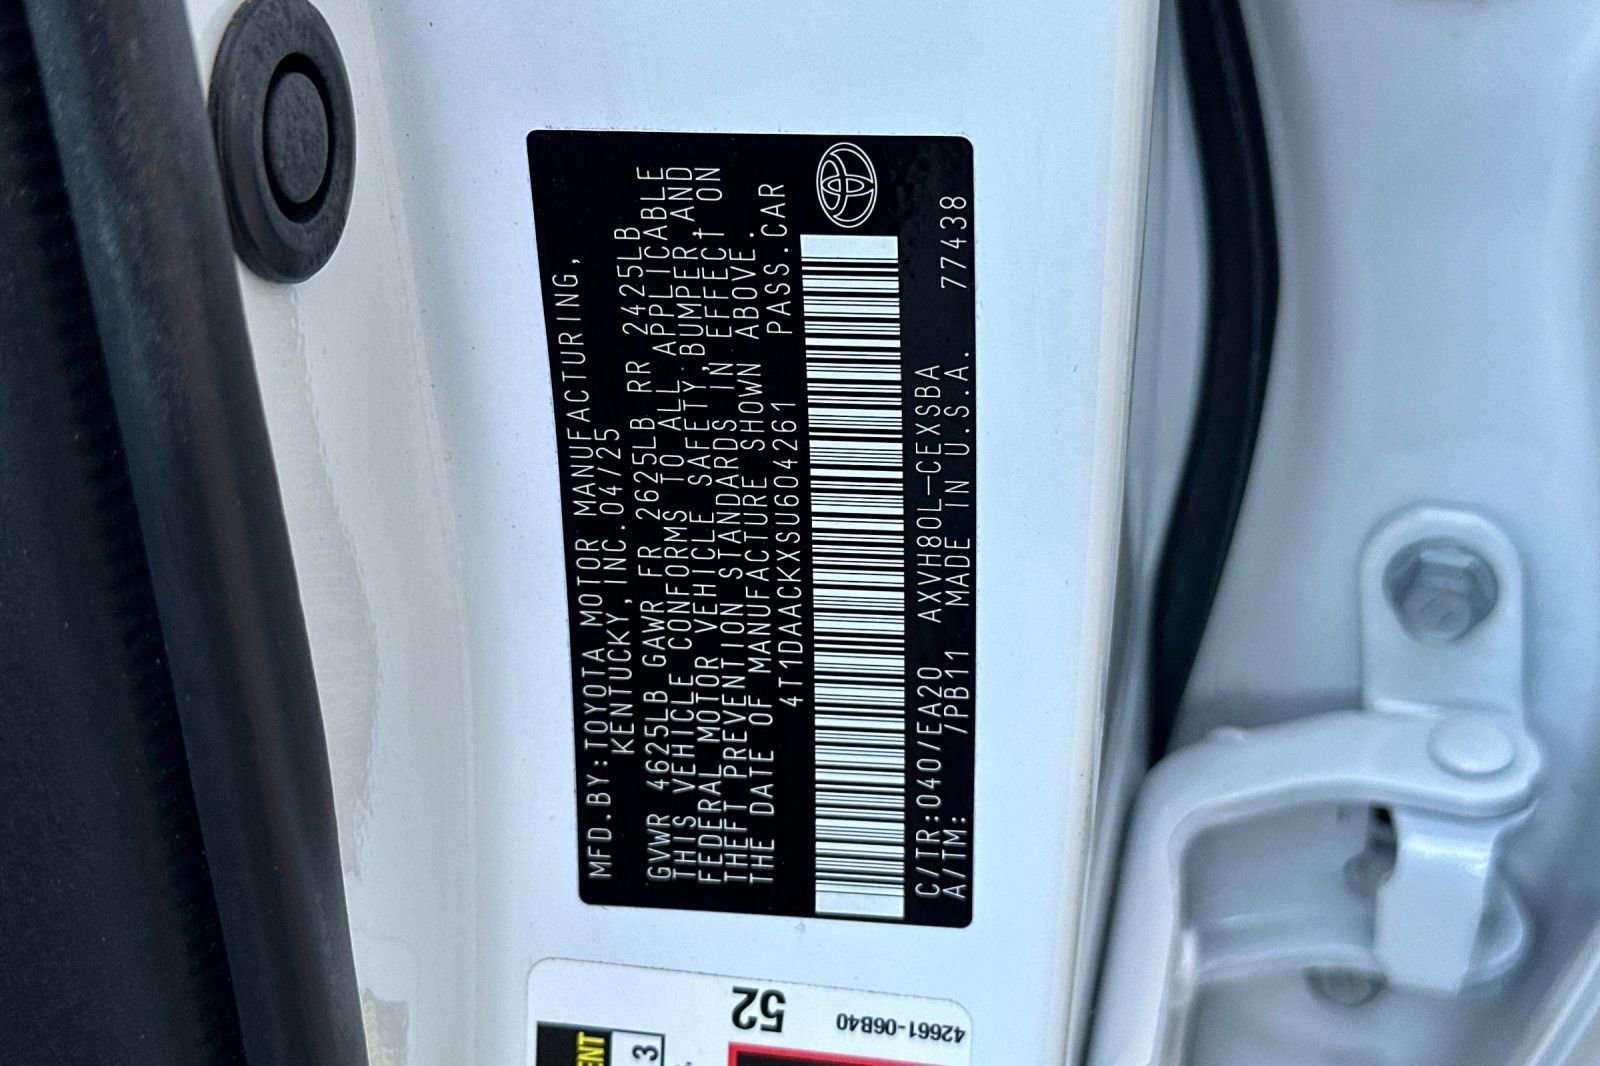 MFD.BY:TOYOTA MOTOR MANUFACTURING,
KENTUCKY,INC.04/25
GVWR 4625LB GAWR FR 2625LB RR 2425LB
THIS VEHICLE CONFORMS TO ALL APPLICABLE
FEDERAL MOTOR VEHICLE SAFETY,BUMPER,AND
THEFT PREVENTION STANDARDS IN EFFECT ON
THE DATE OF MANUFACTURE SHOWN ABOVE.
4T1DAACKXSU604261 PASS.CAR
C/TR:040/EA20 AXVH80L-CEXSBA 77438
A/TM: 7PB11 MADE IN U.S.A.
52
42661-06B40
ENT
3